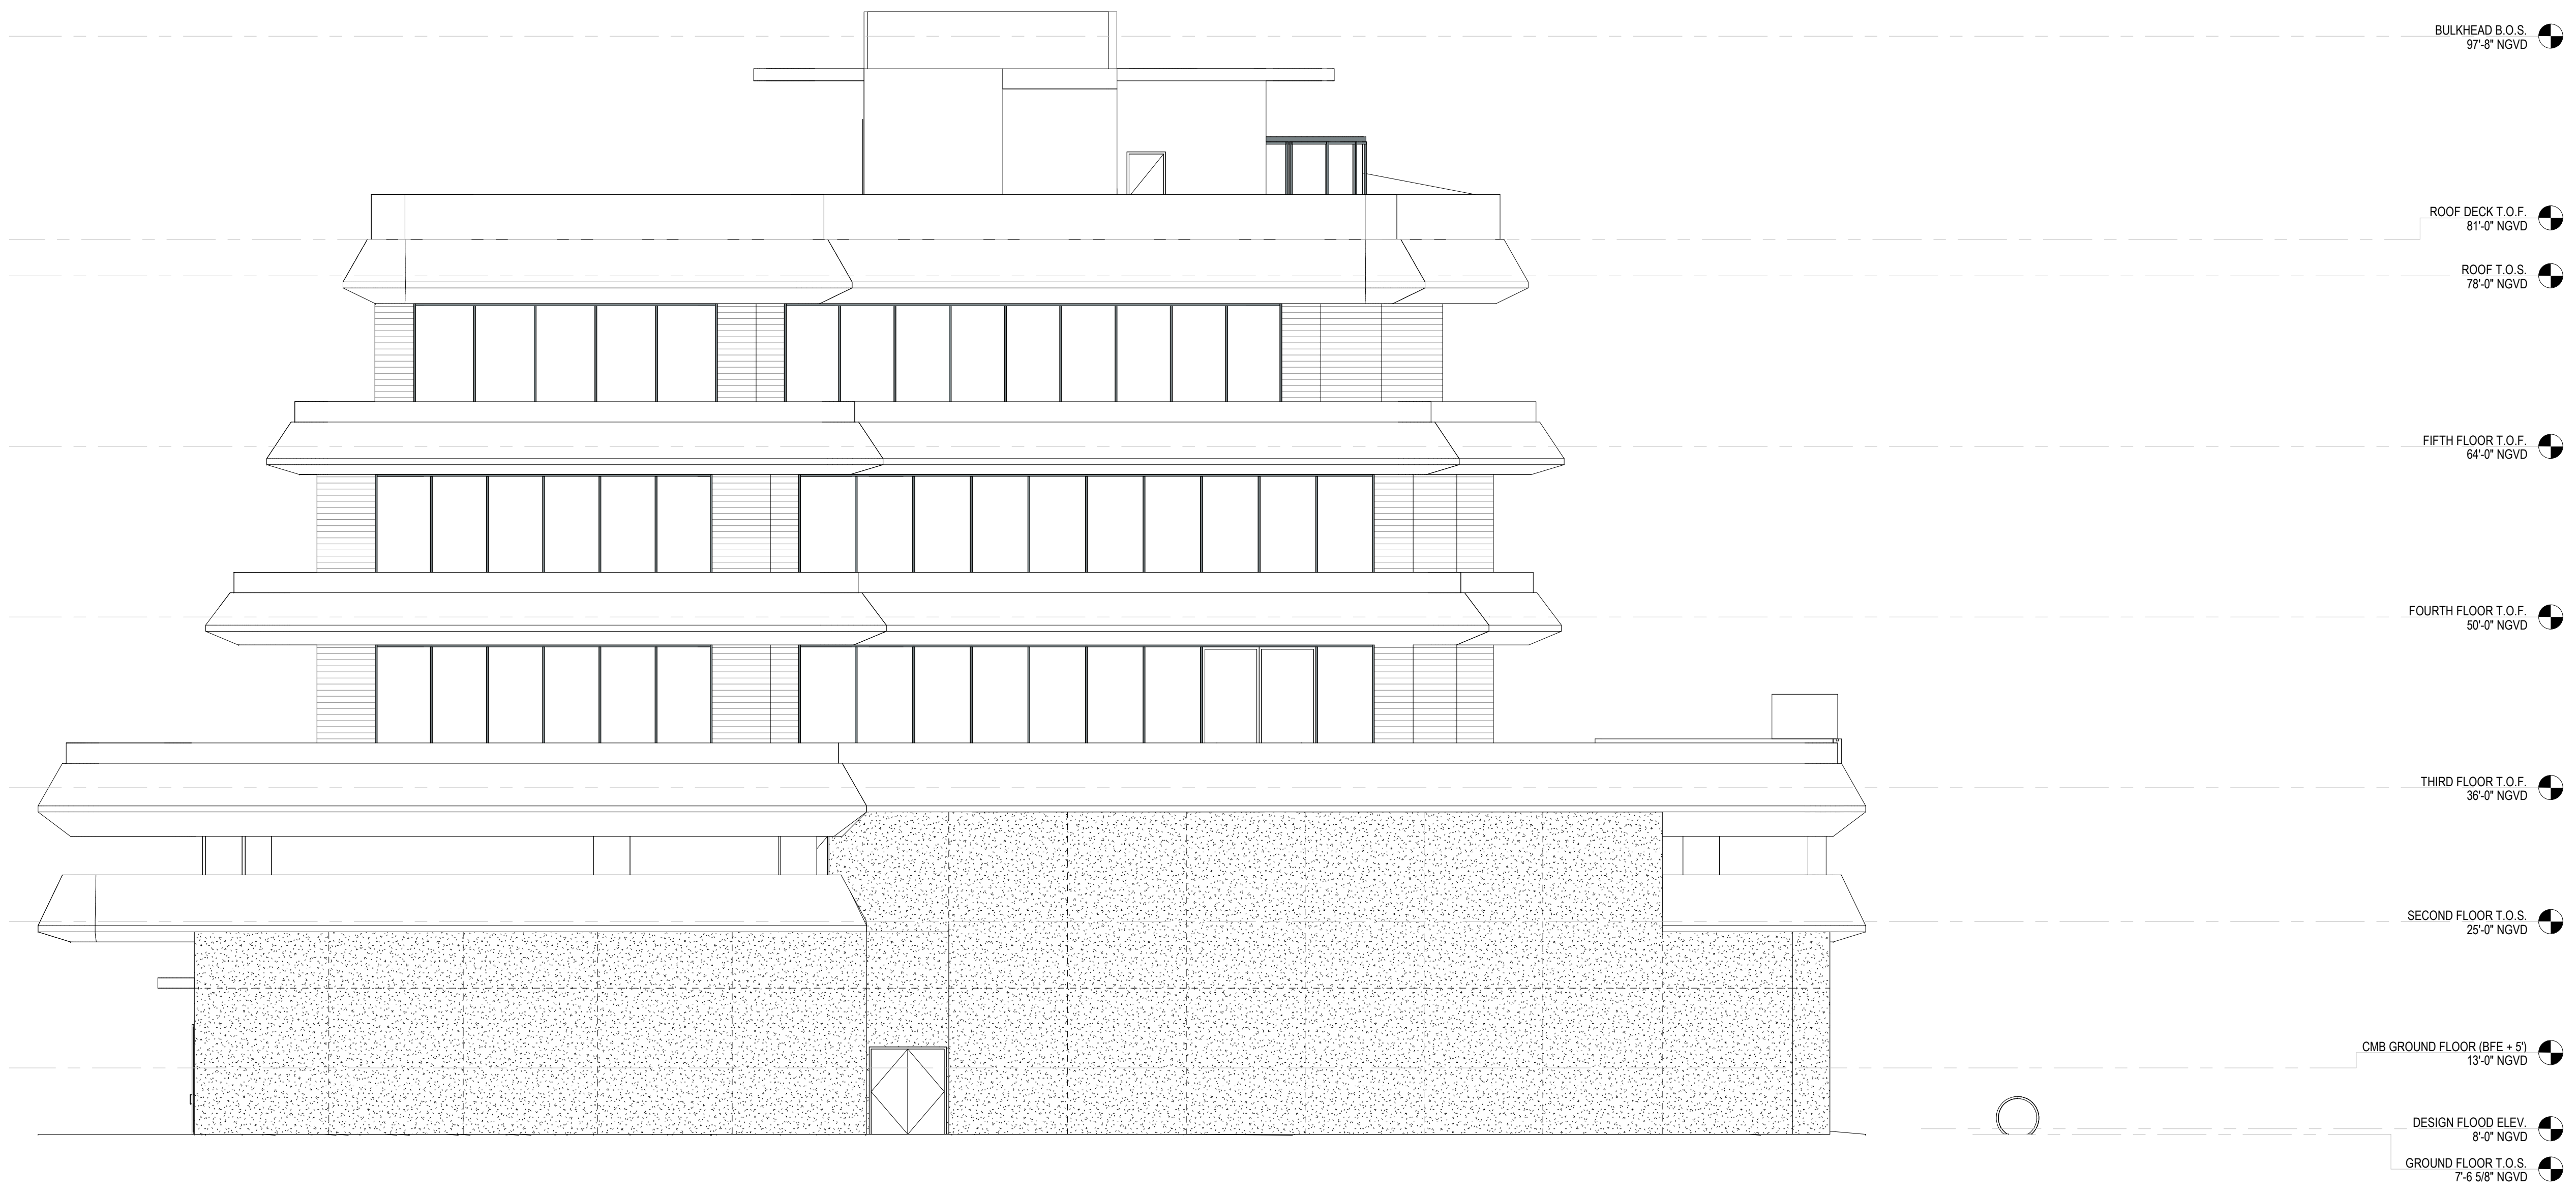 BULKHEAD B.O.S.
97'-8" NGVD
ROOF DECK T.O.F.
81'-0" NGVD
ROOF T.O.S.
78'-0" NGVD
FIFTH FLOOR T.O.F.
64'-0" NGVD
FOURTH FLOOR T.O.F.
50'-0" NGVD
THIRD FLOOR T.O.F.
36'-0" NGVD
SECOND FLOOR T.O.S.
25'-0" NGVD
CMB GROUND FLOOR (BFE + 5')
13'-0" NGVD
DESIGN FLOOD ELEV.
8'-0" NGVD
GROUND FLOOR T.O.S.
7'-6 5/8" NGVD